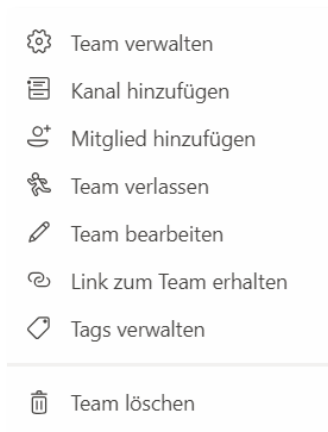 Team verwalten
Kanal hinzufügen
Mitglied hinzufügen
Team verlassen
Team bearbeiten
Link zum Team erhalten
Tags verwalten
Team löschen